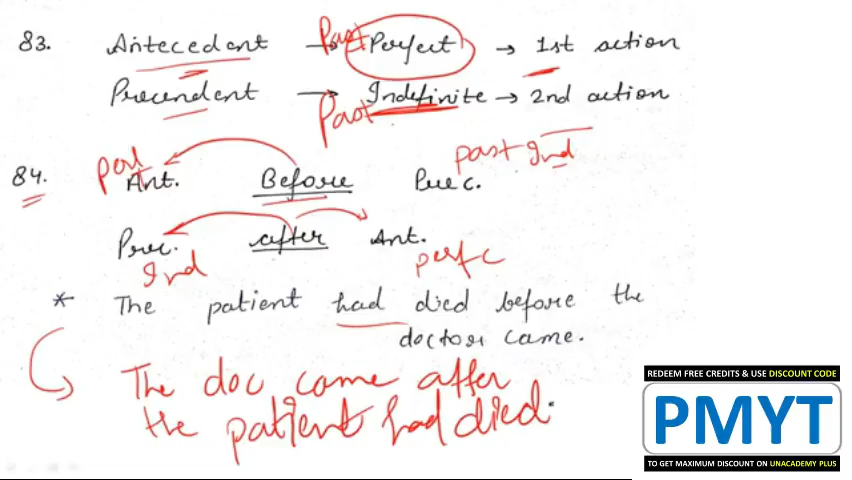 83. Antecedent → Past Perfect → 1st action
Precendent → Past Indefinite → 2nd action
past Ind
84. Ant. Before Prec.
Prec. after Ant.
Ind perfc
* The patient had died before the
doctor came.
The doc came after
the patient had died.
REDEEM FREE CREDITS & USE DISCOUNT CODE
PMYT
TO GET MAXIMUM DISCOUNT ON UNACADEMY PLUS